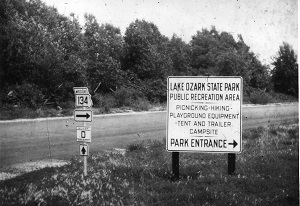 134
LAKE OZARK STATE PARK
PUBLIC RECREATION AREA
PICNICKING-HIKING-
PLAYGROUND EQUIPMENT
-TENT AND TRAILER
CAMPSITE
PARK ENTRANCE →